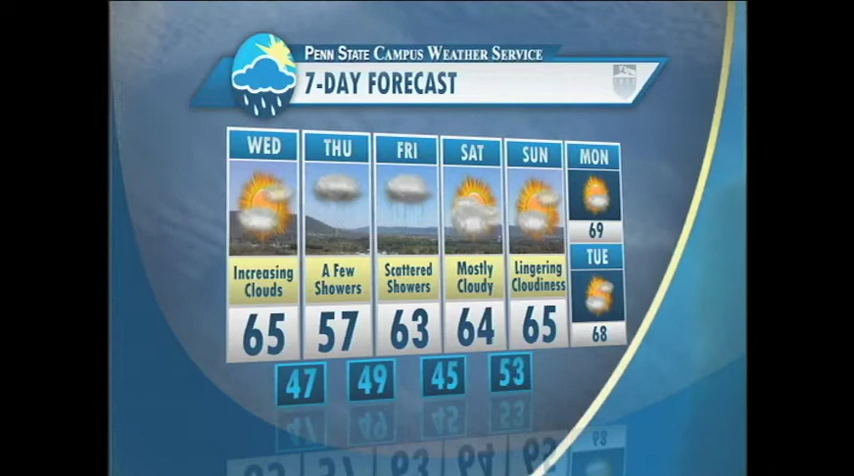 Penn State Campus Weather Service
7-DAY FORECAST
WED
THU
FRI
SAT
SUN
MON
69
TUE
68
Increasing
Clouds
A Few
Showers
Scattered
Showers
Mostly
Cloudy
Lingering
Cloudiness
65
57
63
64
65
47
49
45
53